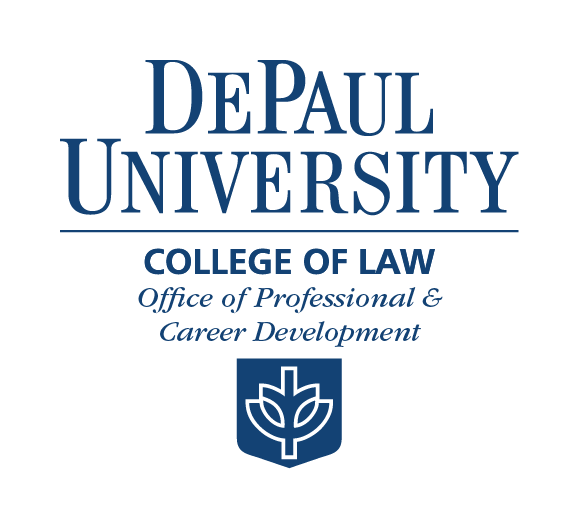 DEPAUL
UNIVERSITY
COLLEGE OF LAW
Office of Professional &
Career Development